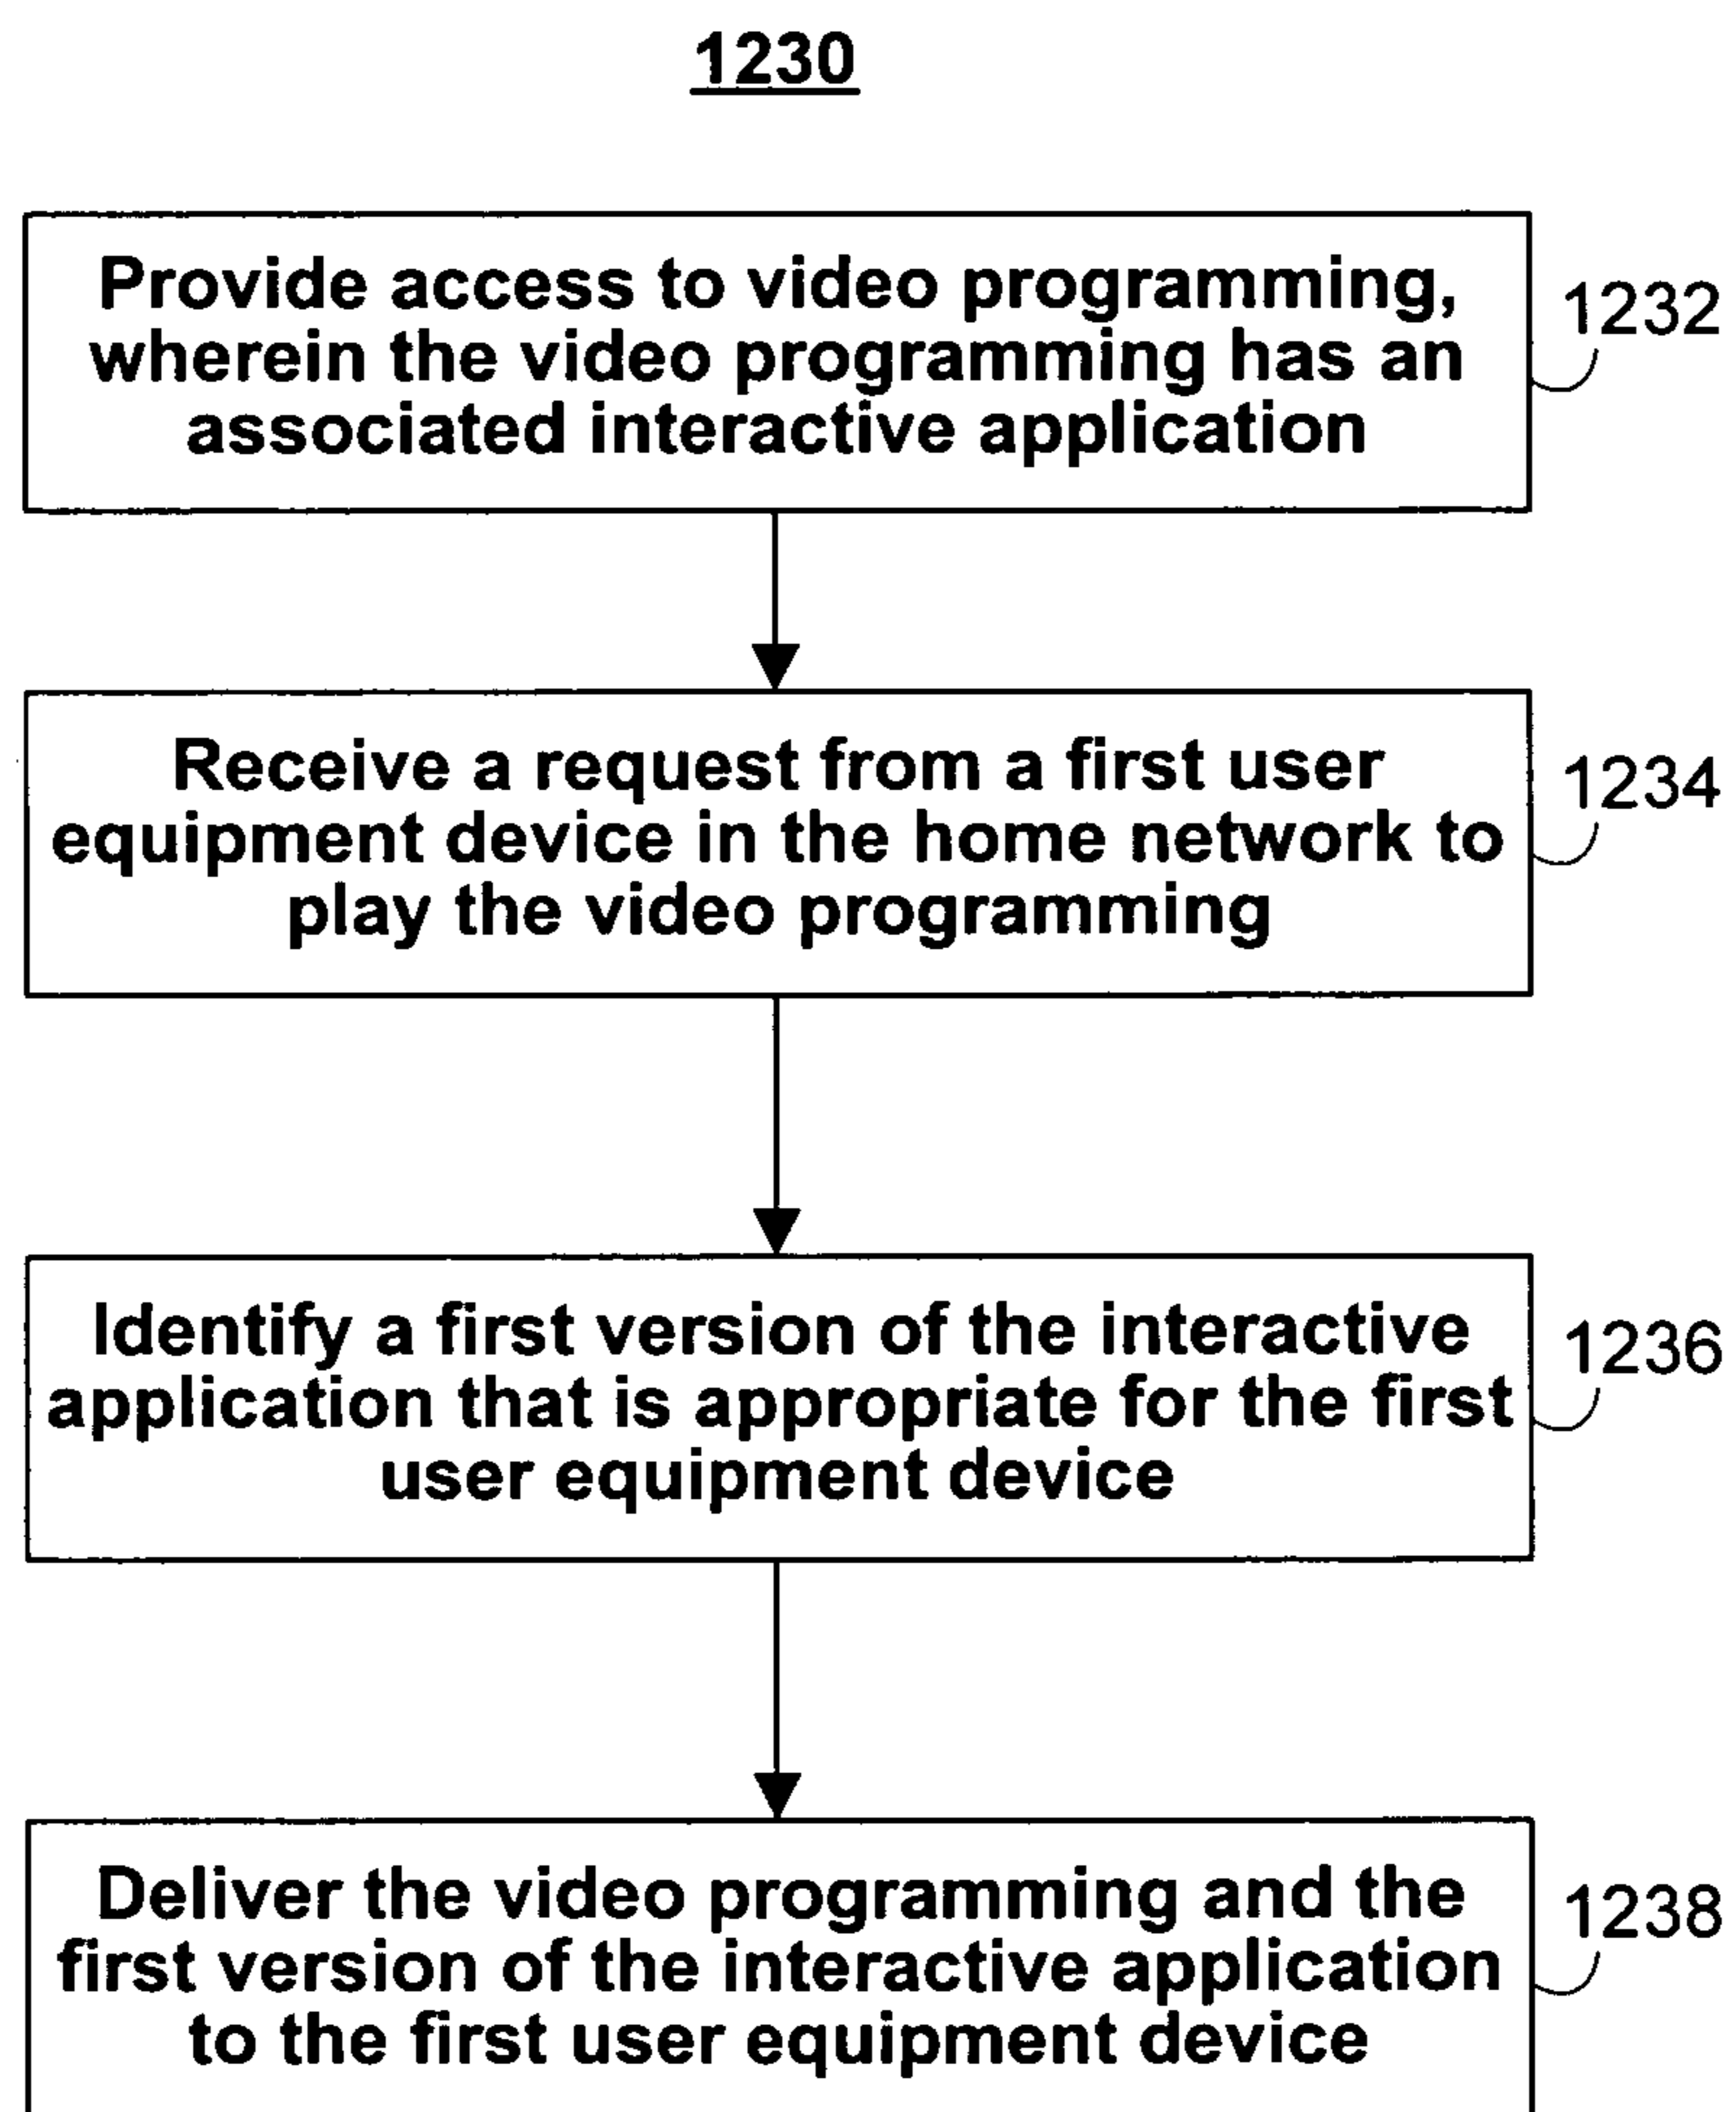 1230
Provide access to video programming,
wherein the video programming has an
associated interactive application
1232
Receive a request from a first user
equipment device in the home network to
play the video programming
1234
Identify a first version of the interactive
application that is appropriate for the first
user equipment device
1236
Deliver the video programming and the
first version of the interactive application
to the first user equipment device
1238